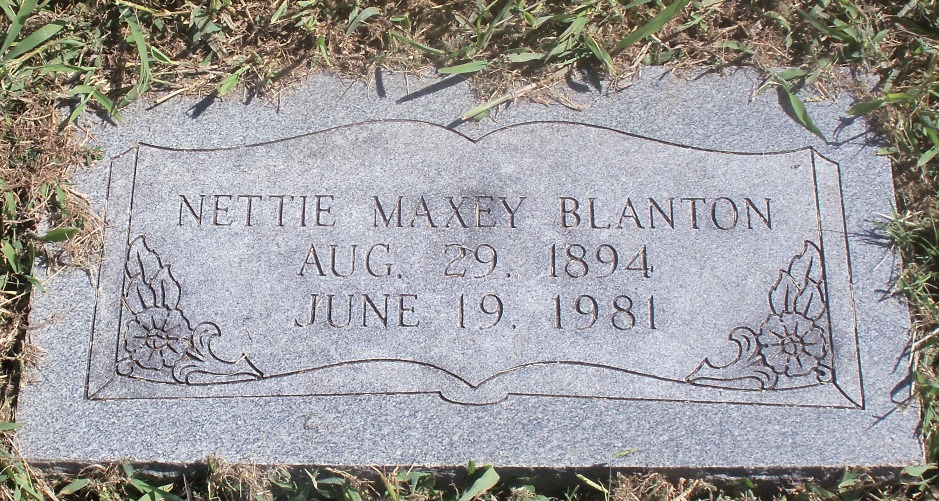 NETTIE MAXEY BLANTON
AUG. 29. 1894
JUNE 19. 1981